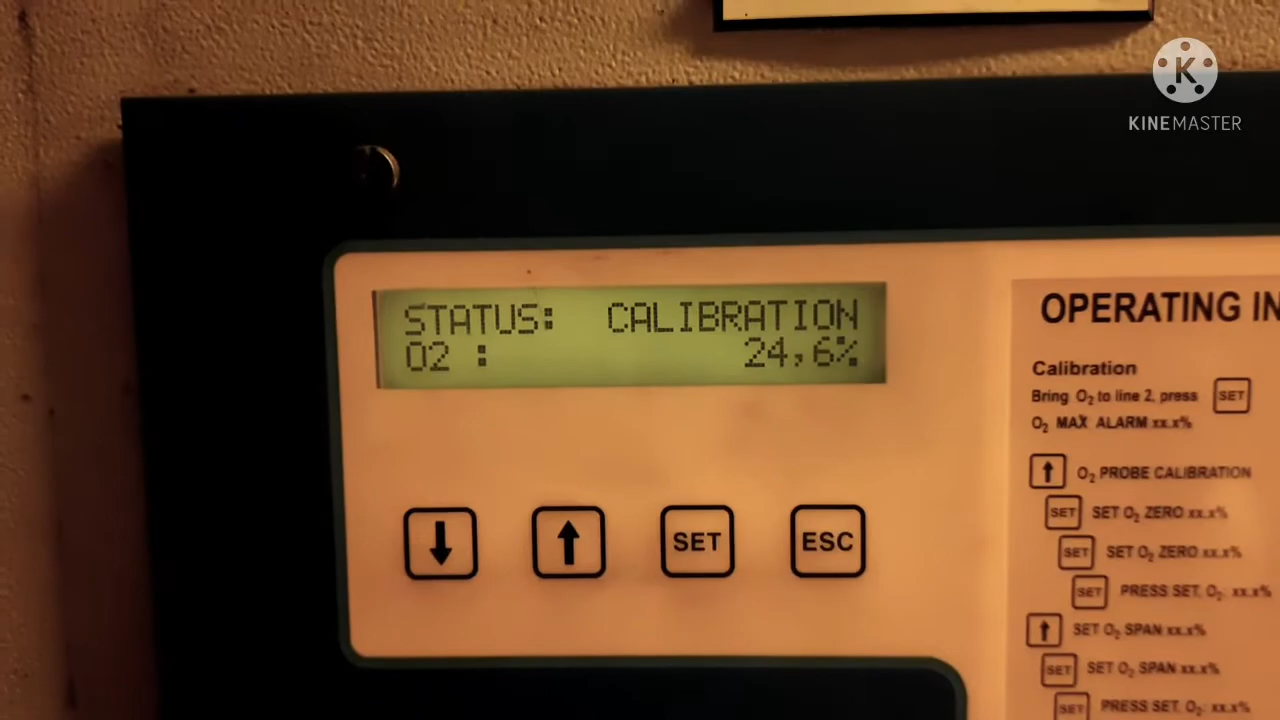 K
KINEMASTER
STATUS: CALIBRATION
O2 : 24,6%
↓ ↑ SET ESC
OPERATING IN
Calibration
Bring O₂ to line 2, press SET
O₂ MAX ALARM xx.x%
↑ O₂ PROBE CALIBRATION
SET SET O₂ ZERO xx.x%
SET SET O₂ ZERO xx.x%
SET PRESS SET, O₂: xx.x%
↑ SET O₂ SPAN xx.x%
SET SET O₂ SPAN xx.x%
SET PRESS SET, O₂: xx.x%